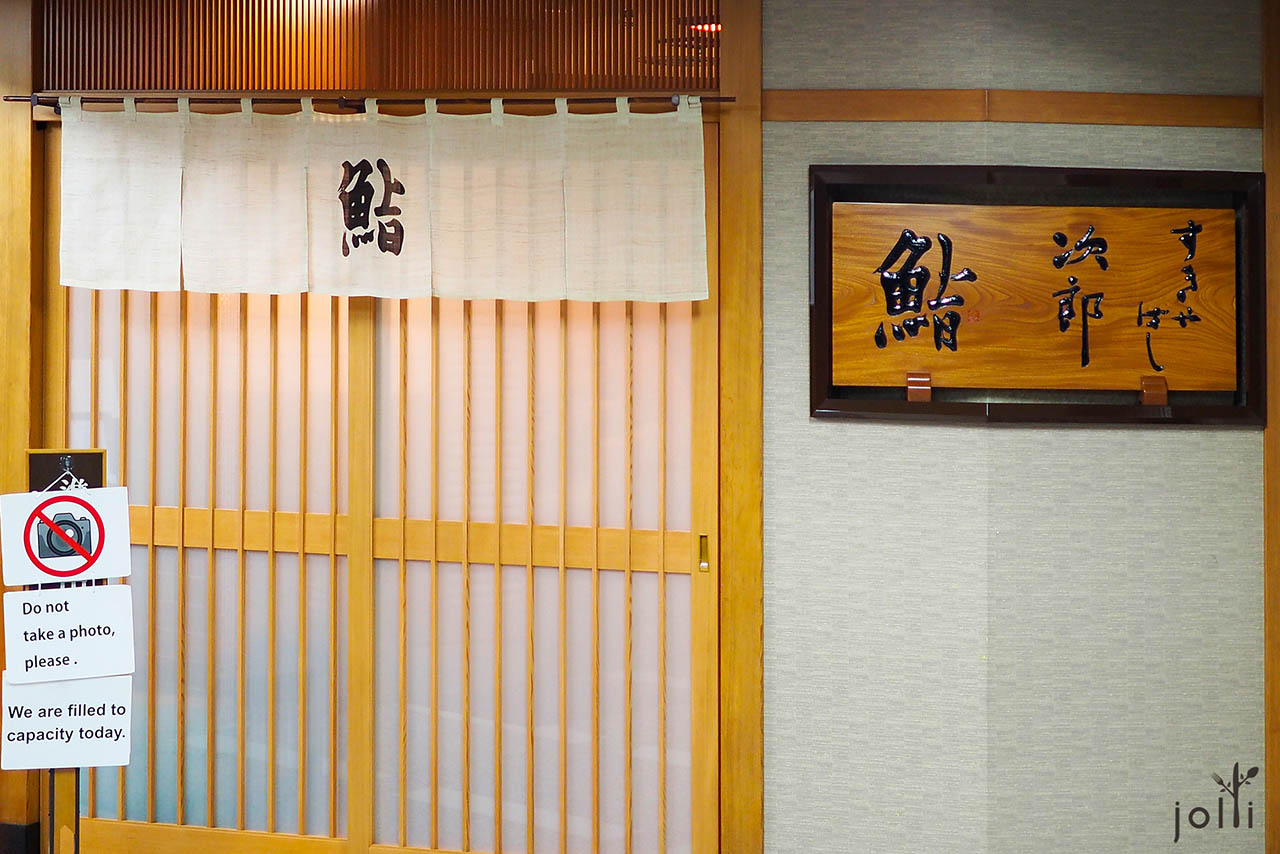 鮨
すきやばし
次郎
鮨
Do not
take a photo,
please .
We are filled to
capacity today.
jolli